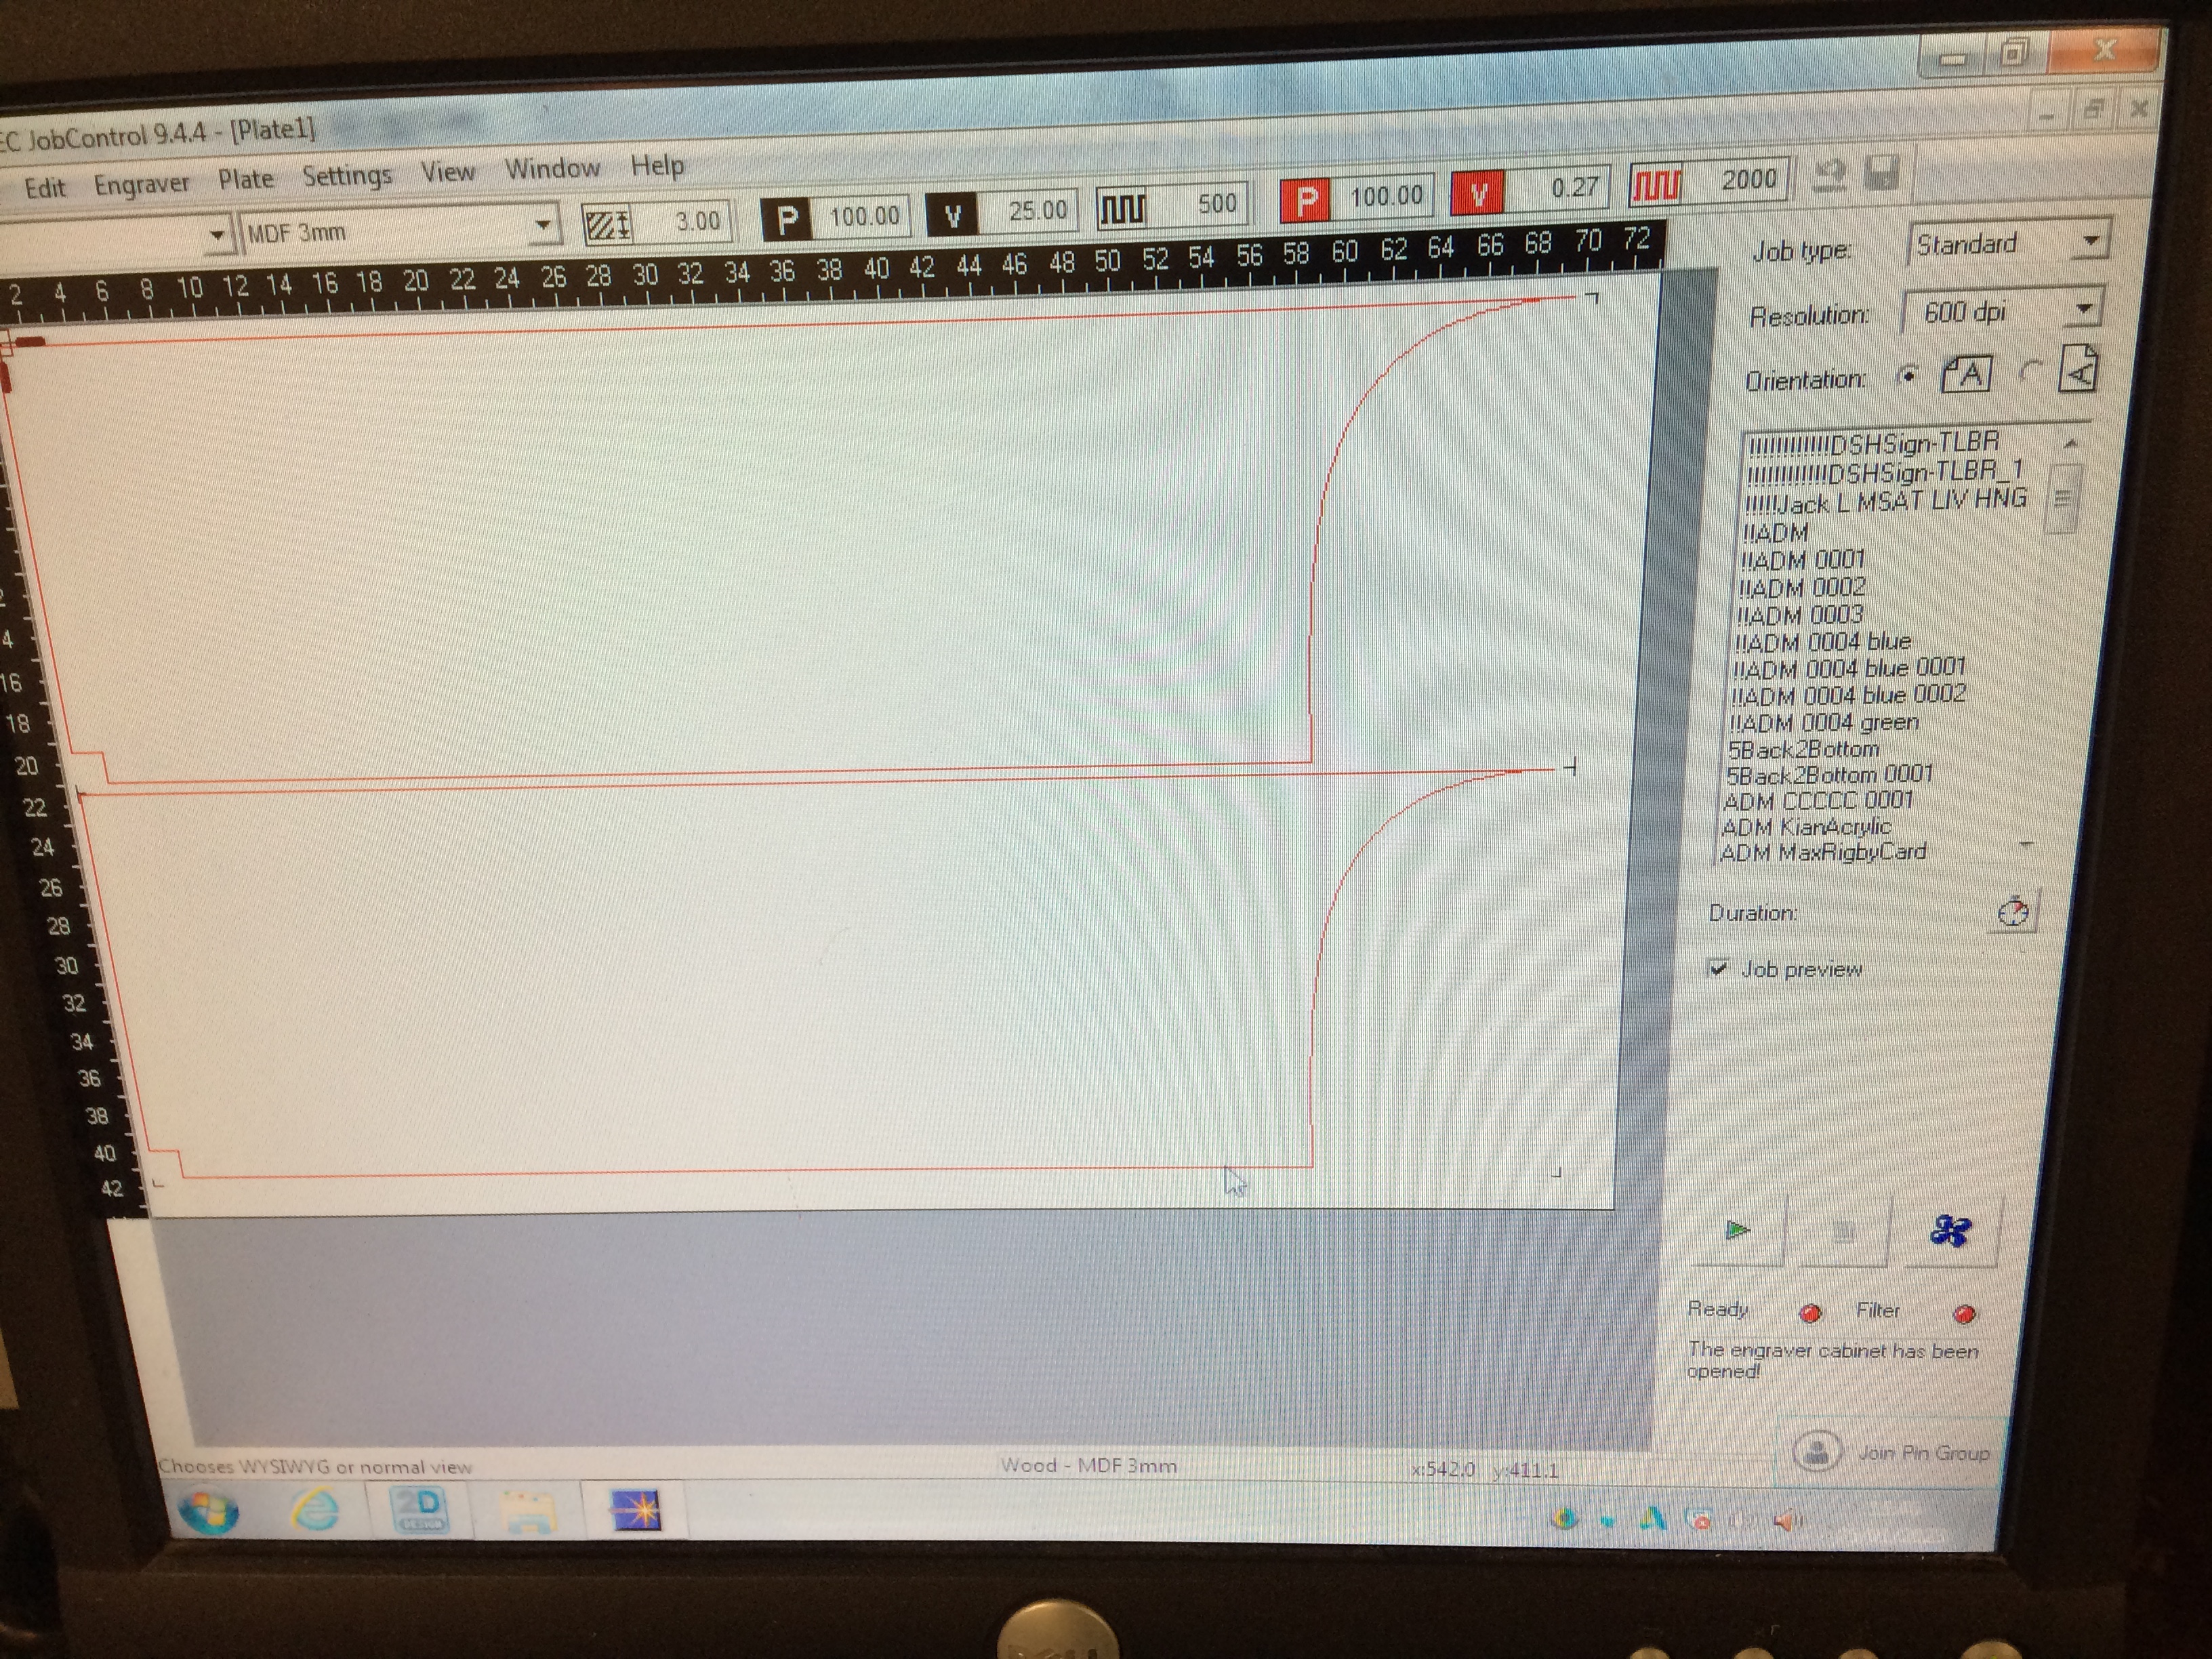 EC JobControl 9.4.4 - [Plate1]
Edit Engraver Plate Settings View Window Help
MDF 3mm 3.00 P 100.00 V 25.00 500 P 100.00 V 0.27 2000
2 4 6 8 10 12 14 16 18 20 22 24 26 28 30 32 34 36 38 40 42 44 46 48 50 52 54 56 58 60 62 64 66 68 70 72
4
16
18
20
22
24
26
28
30
32
34
36
38
40
42
Job type: Standard
Resolution: 600 dpi
Orientation: A A
!!!!!!!!!!!!!DSHSign-TLBR
!!!!!!!!!!!!!DSHSign-TLBR_1
!!!!!Jack L MSAT LIV HNG
!!ADM
!!ADM 0001
!!ADM 0002
!!ADM 0003
!!ADM 0004 blue
!!ADM 0004 blue 0001
!!ADM 0004 blue 0002
!!ADM 0004 green
5Back2Bottom
5Back2Bottom 0001
ADM CCCCC 0001
ADM KianAcrylic
ADM MaxRigbyCard
Duration:
Job preview
Ready Filter
The engraver cabinet has been
opened!
Join Pin Group
Chooses WYSIWYG or normal view Wood - MDF 3mm x:542.0 y:411.1
2D
DESIGN